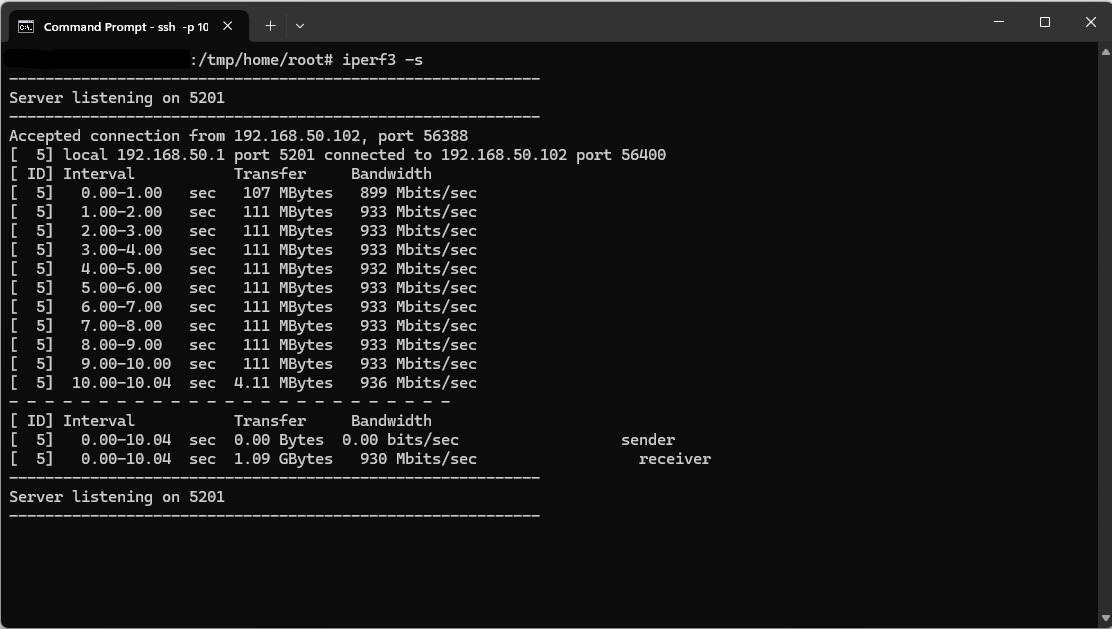 Command Prompt - ssh -p 10
:/tmp/home/root# iperf3 -s
-----------------------------------------------------------
Server listening on 5201
-----------------------------------------------------------
Accepted connection from 192.168.50.102, port 56388
[  5] local 192.168.50.1 port 5201 connected to 192.168.50.102 port 56400
[ ID] Interval           Transfer     Bandwidth
[  5]   0.00-1.00   sec   107 MBytes   899 Mbits/sec
[  5]   1.00-2.00   sec   111 MBytes   933 Mbits/sec
[  5]   2.00-3.00   sec   111 MBytes   933 Mbits/sec
[  5]   3.00-4.00   sec   111 MBytes   933 Mbits/sec
[  5]   4.00-5.00   sec   111 MBytes   932 Mbits/sec
[  5]   5.00-6.00   sec   111 MBytes   933 Mbits/sec
[  5]   6.00-7.00   sec   111 MBytes   933 Mbits/sec
[  5]   7.00-8.00   sec   111 MBytes   933 Mbits/sec
[  5]   8.00-9.00   sec   111 MBytes   933 Mbits/sec
[  5]   9.00-10.00  sec   111 MBytes   933 Mbits/sec
[  5]  10.00-10.04  sec  4.11 MBytes   936 Mbits/sec
- - - - - - - - - - - - - - - - - - - - - - - - -
[ ID] Interval           Transfer     Bandwidth
[  5]   0.00-10.04  sec  0.00 Bytes  0.00 bits/sec                  sender
[  5]   0.00-10.04  sec  1.09 GBytes   930 Mbits/sec                  receiver
-----------------------------------------------------------
Server listening on 5201
-----------------------------------------------------------